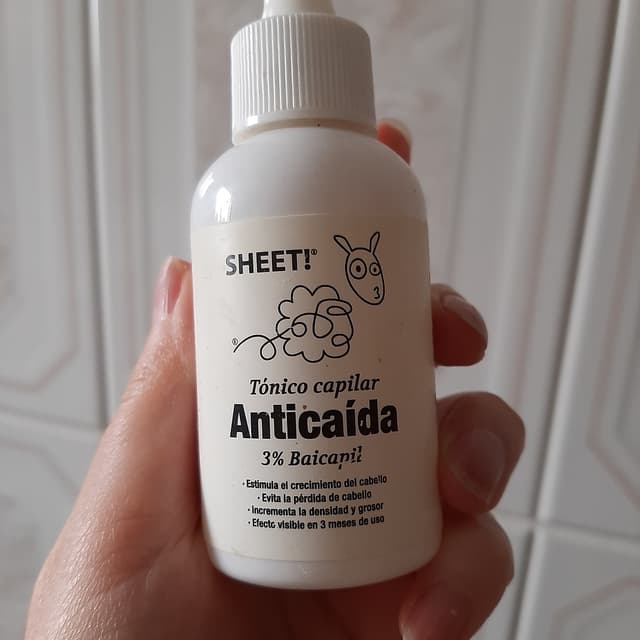 SHEET!®
®
Tónico capilar
Anticaída
3% Baicapil
· Estimula el crecimiento del cabello
· Evita la pérdida de cabello
· Incrementa la densidad y grosor
· Efecto visible en 3 meses de uso